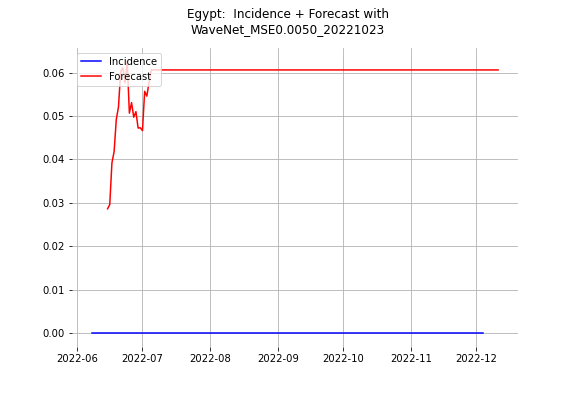 Egypt:  Incidence + Forecast with
WaveNet_MSE0.0050_20221023
Incidence
Forecast
0.06
0.05
0.04
0.03
0.02
0.01
0.00
2022-06 2022-07 2022-08 2022-09 2022-10 2022-11 2022-12